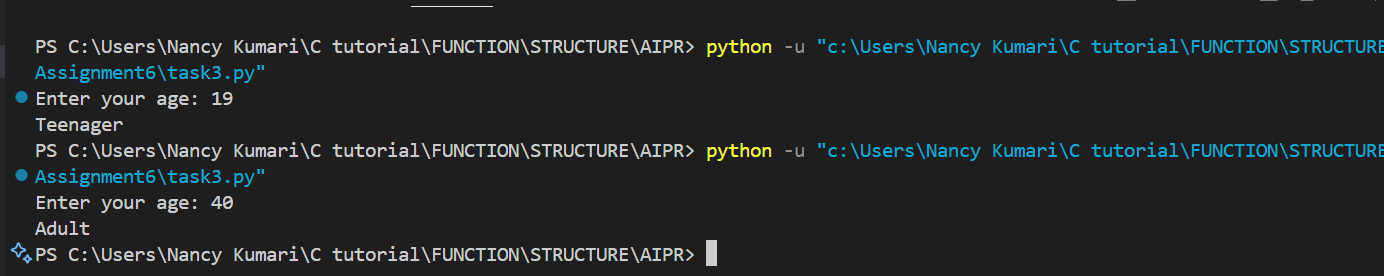 PS C:\Users\Nancy Kumari\C tutorial\FUNCTION\STRUCTURE\AIPR> python -u "c:\Users\Nancy Kumari\C tutorial\FUNCTION\STRUCTURE
Assignment6\task3.py"
Enter your age: 19
Teenager
PS C:\Users\Nancy Kumari\C tutorial\FUNCTION\STRUCTURE\AIPR> python -u "c:\Users\Nancy Kumari\C tutorial\FUNCTION\STRUCTURE
Assignment6\task3.py"
Enter your age: 40
Adult
PS C:\Users\Nancy Kumari\C tutorial\FUNCTION\STRUCTURE\AIPR>